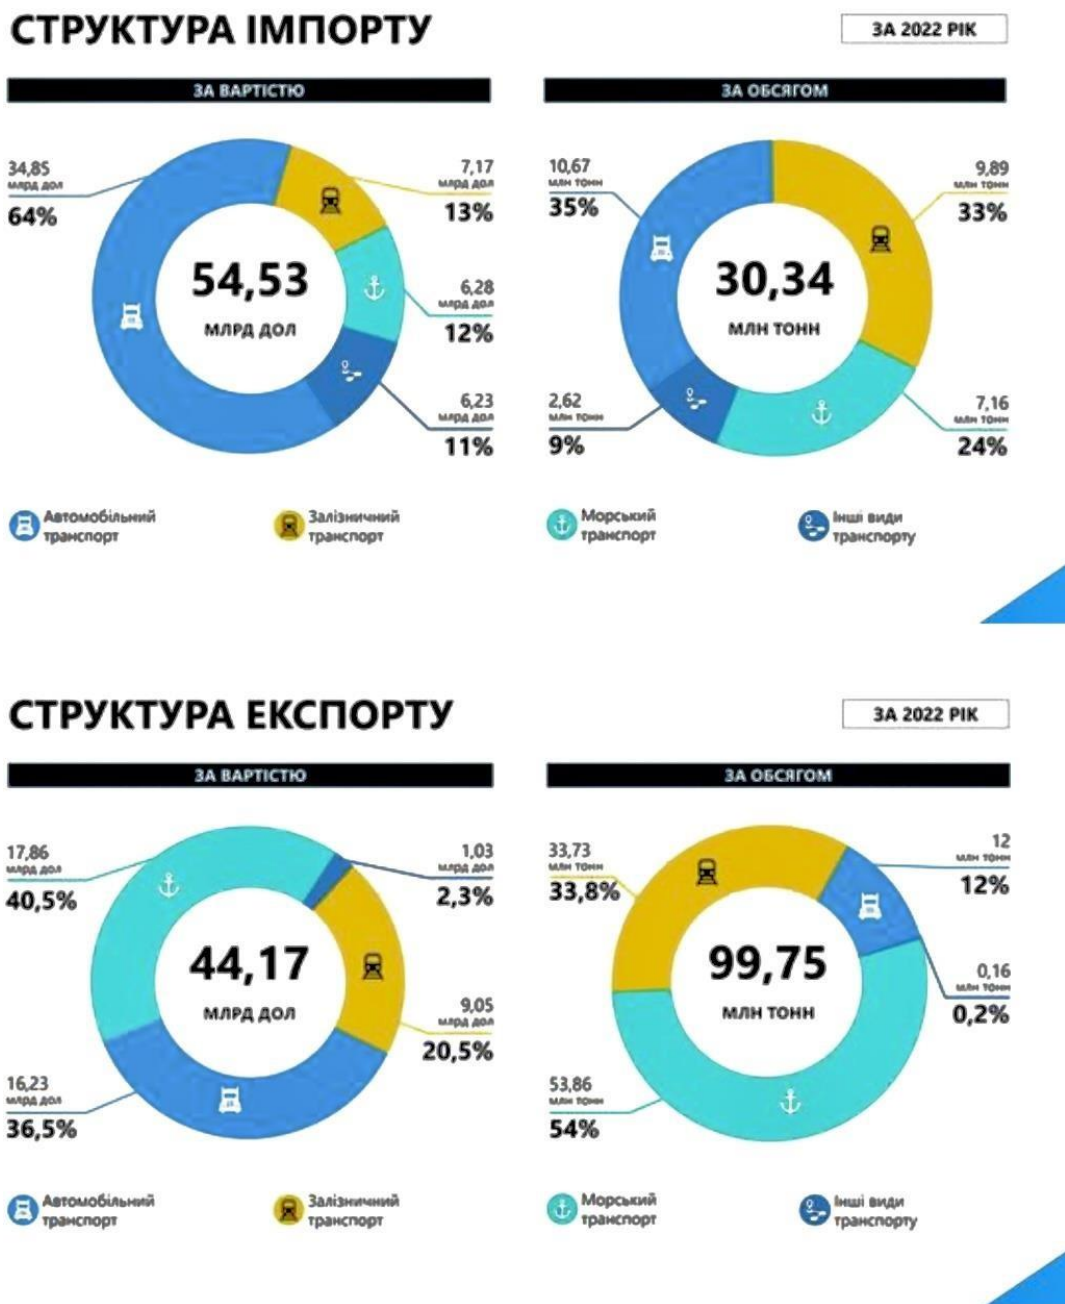 СТРУКТУРА ІМПОРТУ
ЗА 2022 РІК
ЗА ВАРТІСТЮ
34,85
млрд дол
64%
7,17
млрд дол
13%
6,28
млрд дол
12%
6,23
млрд дол
11%
54,53
МЛРД ДОЛ
ЗА ОБСЯГОМ
10,67
млн тонн
35%
9,89
млн тонн
33%
2,62
млн тонн
9%
7,16
млн тонн
24%
30,34
МЛН ТОНН
Автомобільний
транспорт
Залізничний
транспорт
Морський
транспорт
Інші види
транспорту
СТРУКТУРА ЕКСПОРТУ
ЗА 2022 РІК
ЗА ВАРТІСТЮ
17,86
млрд дол
40,5%
1,03
млрд дол
2,3%
9,05
млрд дол
20,5%
16,23
млрд дол
36,5%
44,17
МЛРД ДОЛ
ЗА ОБСЯГОМ
33,73
млн тонн
33,8%
12
млн тонн
12%
0,16
млн тонн
0,2%
53,86
млн тонн
54%
99,75
МЛН ТОНН
Автомобільний
транспорт
Залізничний
транспорт
Морський
транспорт
Інші види
транспорту